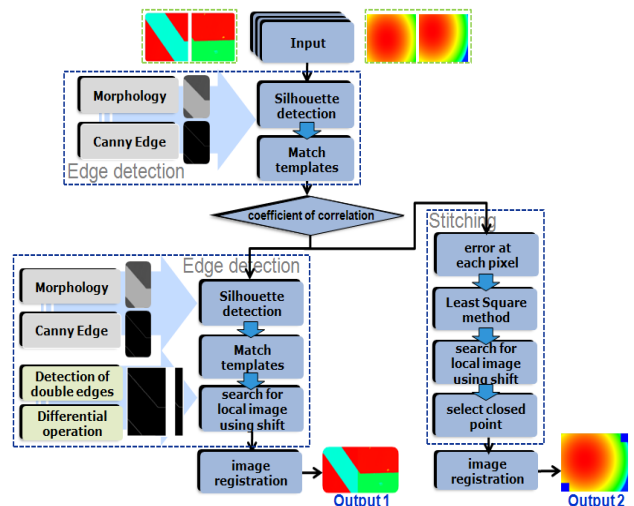 Input
Morphology
Canny Edge
Silhouette
detection
Match
templates
Edge detection
coefficient of correlation
Edge detection
Morphology
Canny Edge
Detection of
double edges
Differential
operation
Silhouette
detection
Match
templates
search for
local image
using shift
image
registration
Output 1
Stitching
error at
each pixel
Least Square
method
search for
local image
using shift
select closed
point
image
registration
Output 2